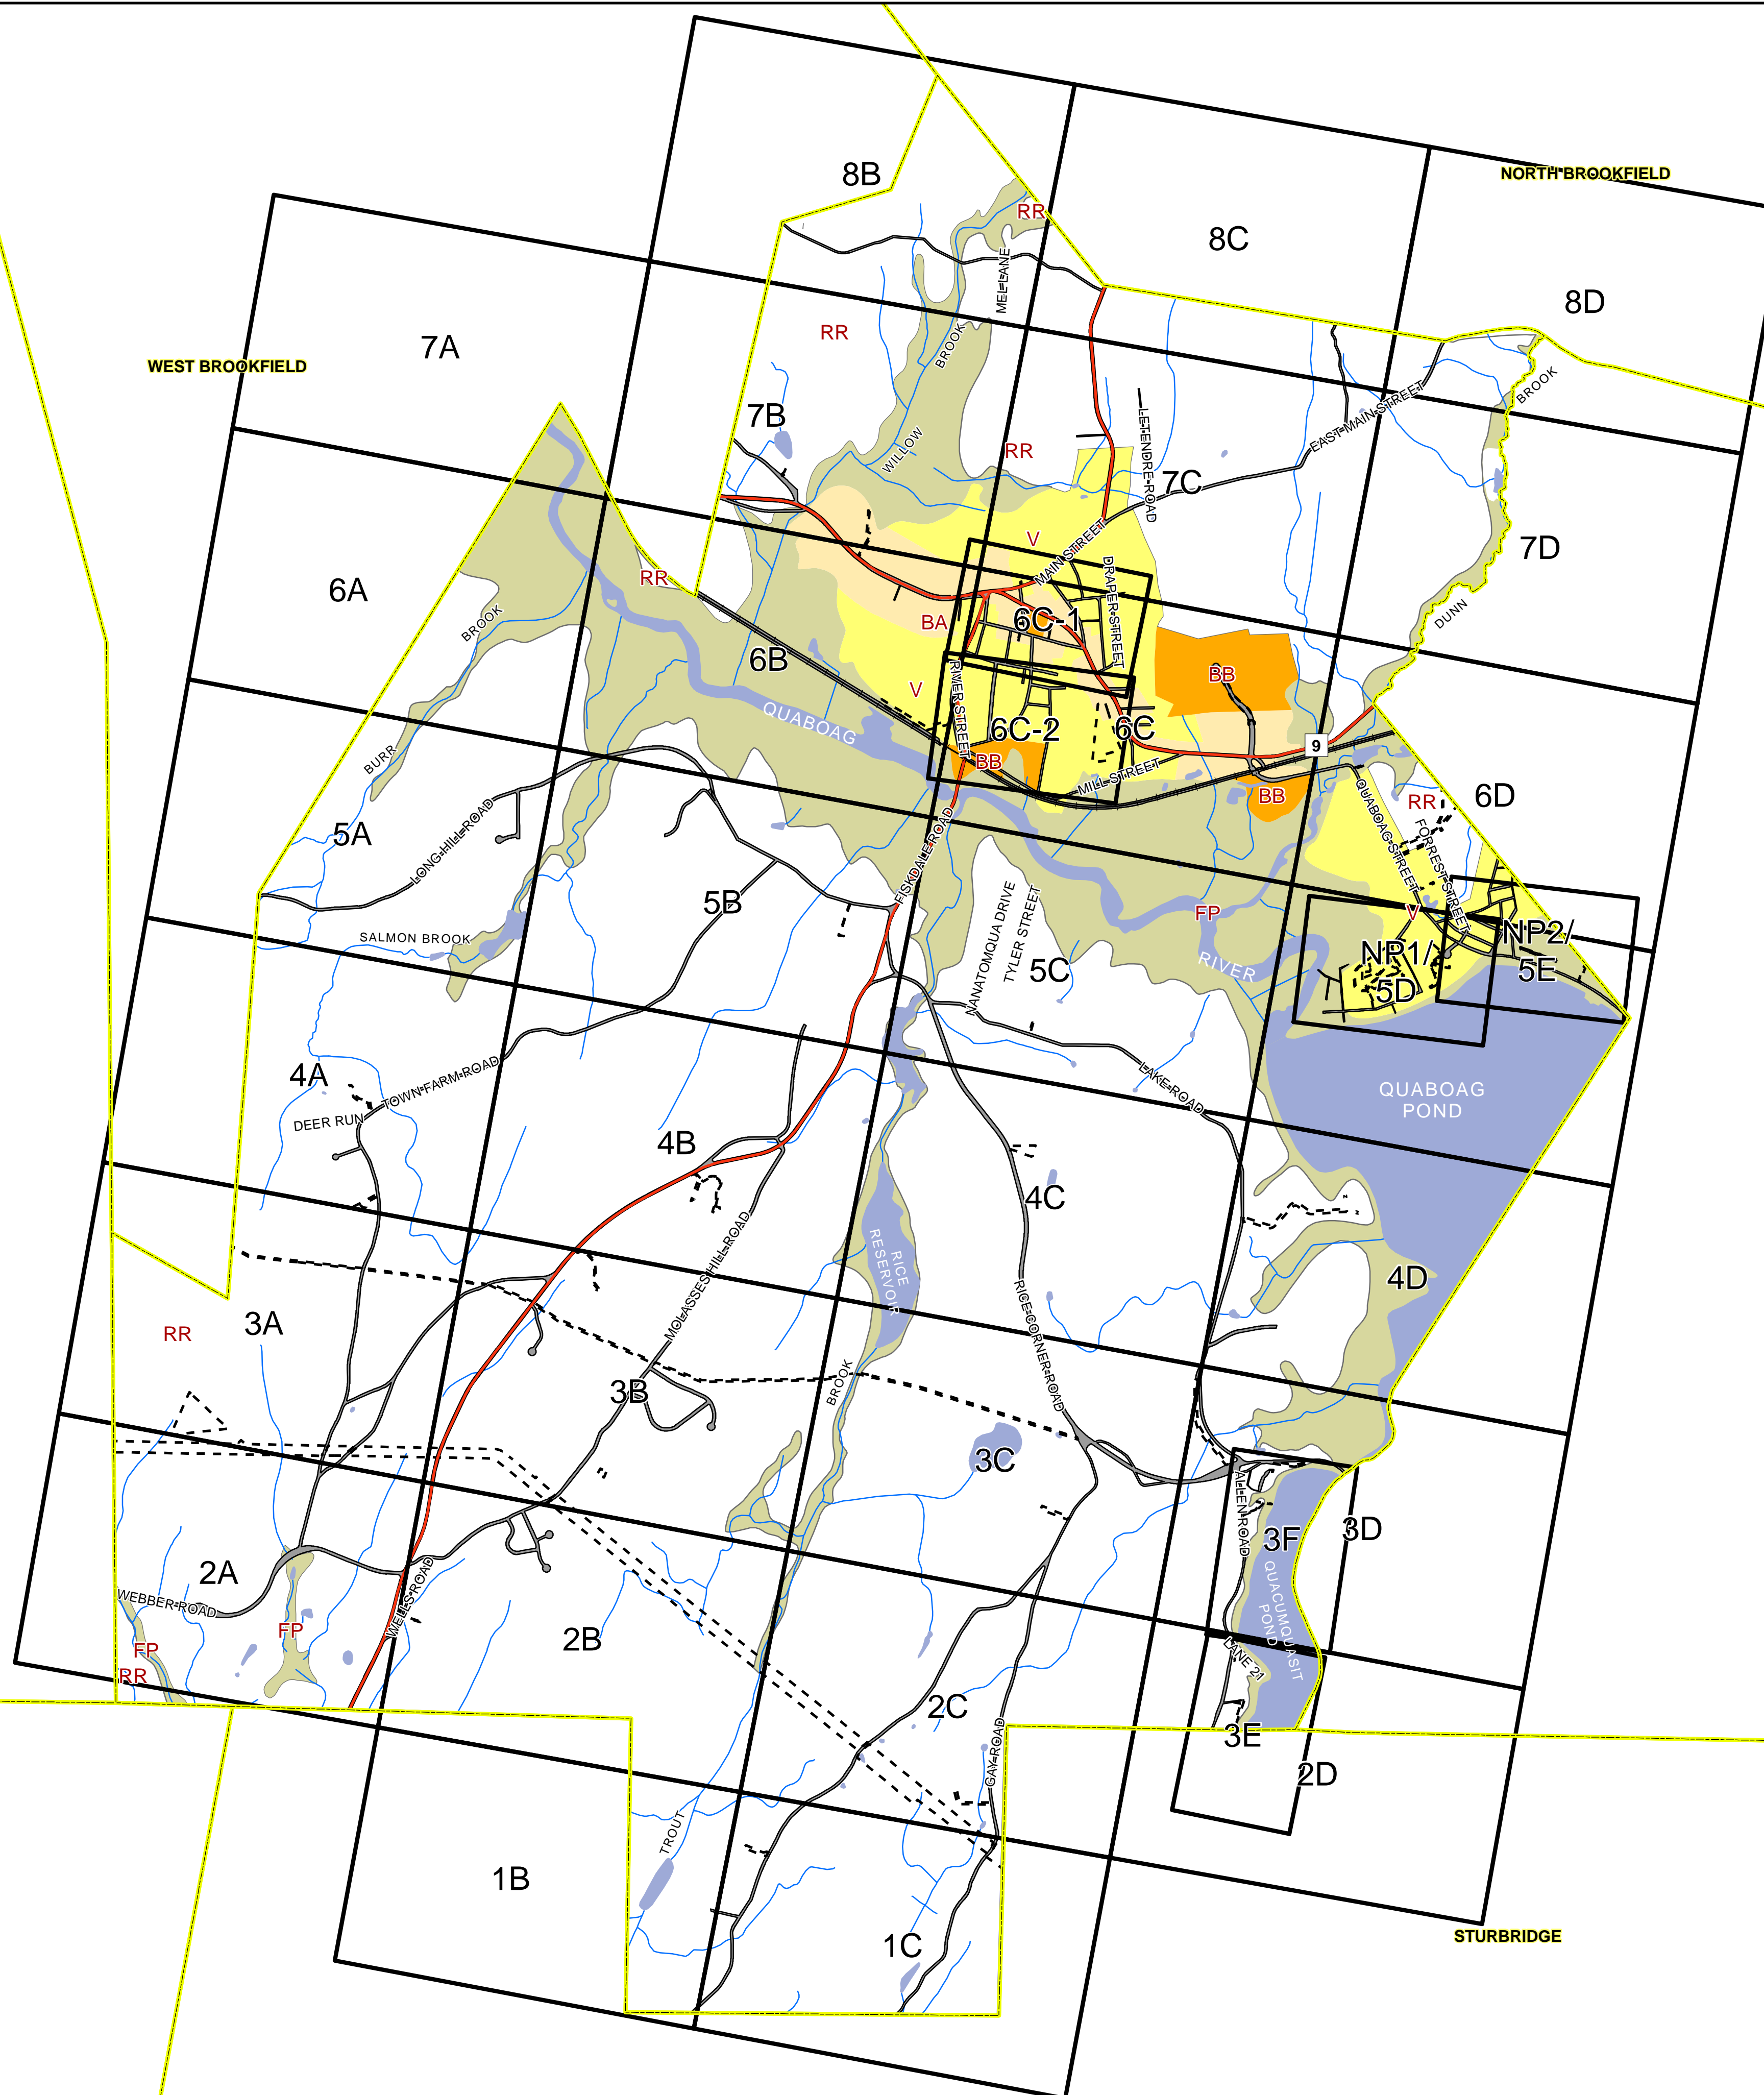 8B
NORTH BROOKFIELD
RR
8C
MEL LANE
8D
RR
7A
WEST BROOKFIELD
BROOK
BROOK
EAST MAIN STREET
7B
LETENDRE ROAD
WILLOW
RR
7C
V
MAIN STREET
7D
DRAPER STREET
RR
6A
BROOK
DUNN
BA
6C-1
6B
RIVER STREET
BB
V
QUABOAG
6C-2
6C
9
BURR
BB
MILL STREET
BB
QUABOAG STREET
RR
6D
5A
LONG HILL ROAD
FORREST STREET
FISKDALE ROAD
5B
NANATOMQUA DRIVE
TYLER STREET
FP
V
SALMON BROOK
NP1/
5D
NP2/
5E
5C
RIVER
4A
TOWN FARM ROAD
LAKE ROAD
QUABOAG
POND
DEER RUN
4B
4C
MOLASSES HILL ROAD
RICE
RESERVOIR
4D
RICE CORNER ROAD
RR
3A
3B
BROOK
3C
ALLEN ROAD
3F
3D
2A
WEBBER ROAD
WELLS ROAD
QUACUMQUASIT
POND
FP
FP
2B
RR
LANE 21
2C
3E
GAY ROAD
2D
TROUT
1B
1C
STURBRIDGE